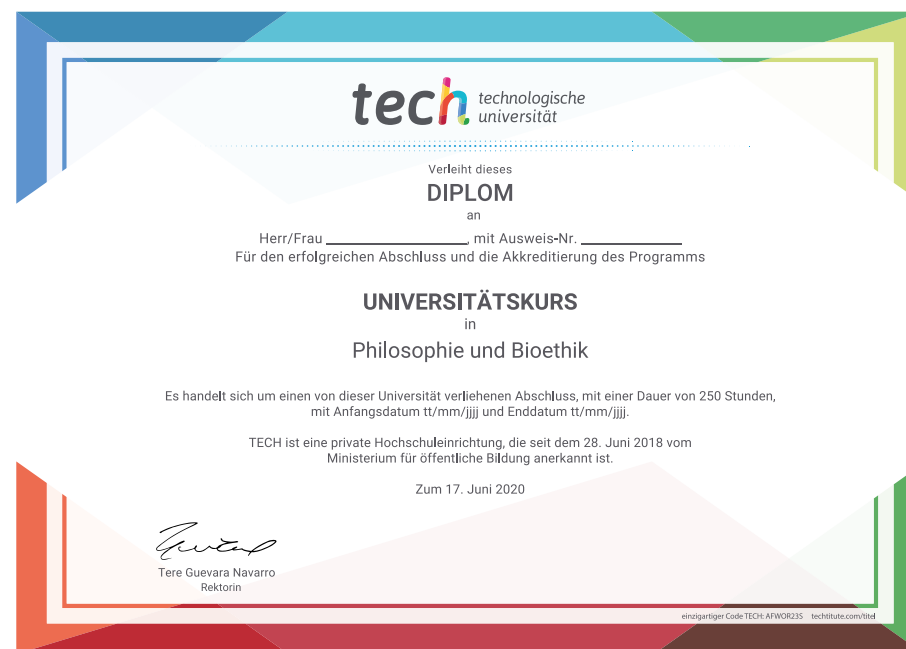 tech technologische
universität
Verleiht dieses
DIPLOM
an
Herr/Frau ____________________, mit Ausweis-Nr. ______________
Für den erfolgreichen Abschluss und die Akkreditierung des Programms
UNIVERSITÄTSKURS
in
Philosophie und Bioethik
Es handelt sich um einen von dieser Universität verliehenen Abschluss, mit einer Dauer von 250 Stunden,
mit Anfangsdatum tt/mm/jjjj und Enddatum tt/mm/jjjj.
TECH ist eine private Hochschuleinrichtung, die seit dem 28. Juni 2018 vom
Ministerium für öffentliche Bildung anerkannt ist.
Zum 17. Juni 2020
Tere Guevara Navarro
Rektorin
einzigartiger Code TECH: AFWOR23S techtitute.com/titel